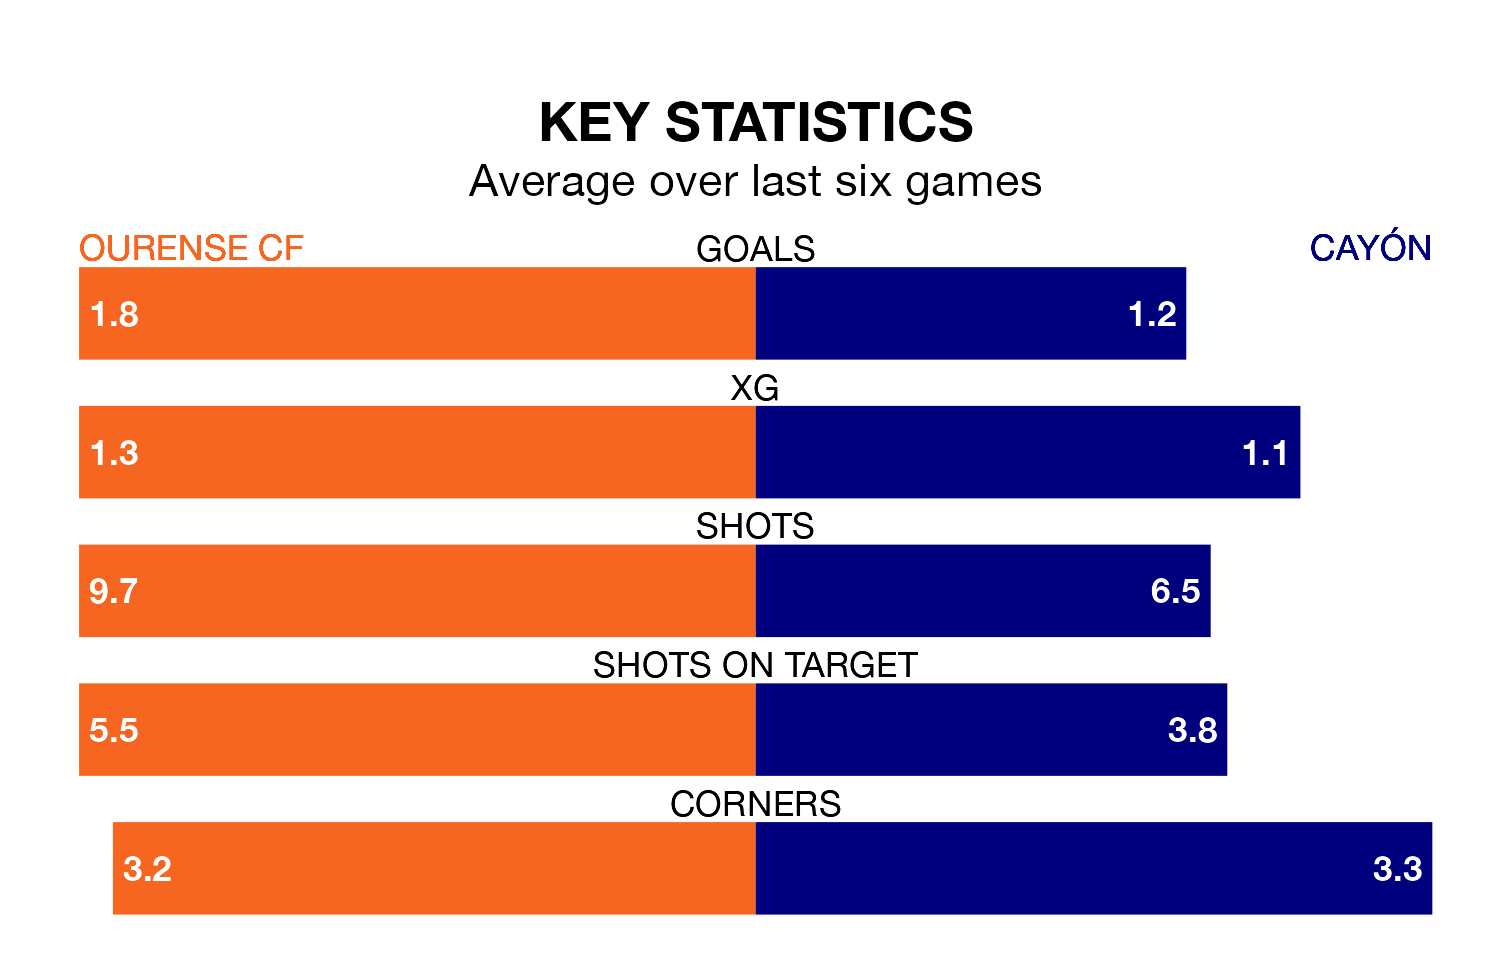 KEY STATISTICS
Average over last six games
OURENSE CF GOALS CAYÓN
1.8 1.2
XG
1.3 1.1
SHOTS
9.7 6.5
SHOTS ON TARGET
5.5 3.8
CORNERS
3.2 3.3